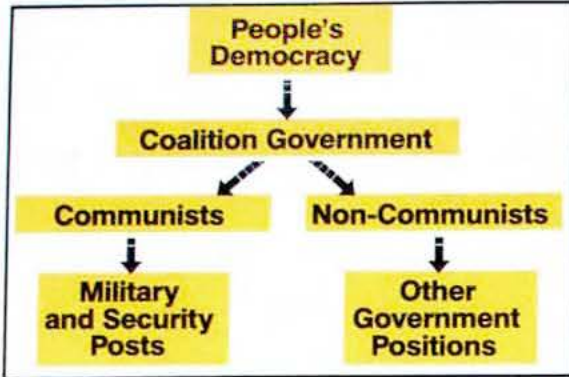 People's
Democracy
Coalition Government
Communists
Non-Communists
Military
and Security
Posts
Other
Government
Positions